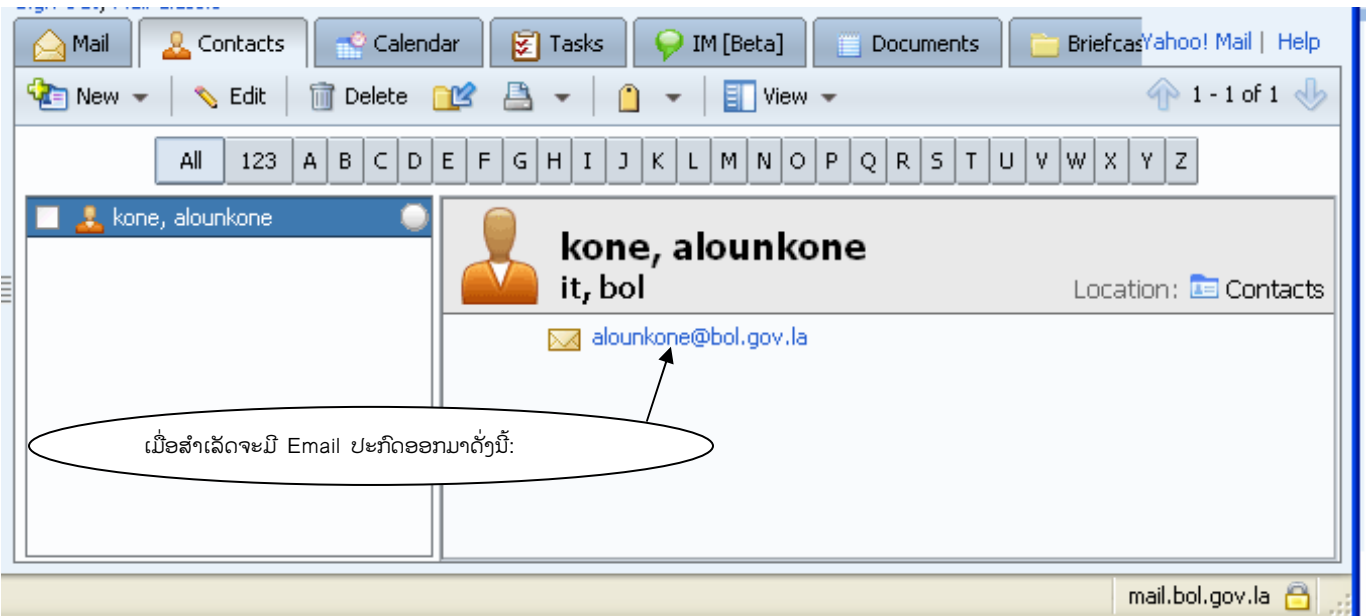 Mail Contacts Calendar Tasks IM [Beta] Documents Yahoo! Mail | Help
New Edit Delete View 1 - 1 of 1
All 123 A B C D E F G H I J K L M N O P Q R S T U V W X Y Z
kone, alounkone
kone, alounkone
it, bol
Location: Contacts
alounkone@bol.gov.la
ເມື່ອສຳເລັດຈະມີ Email ປະກົດອອກມາດັ່ງນີ້:
mail.bol.gov.la